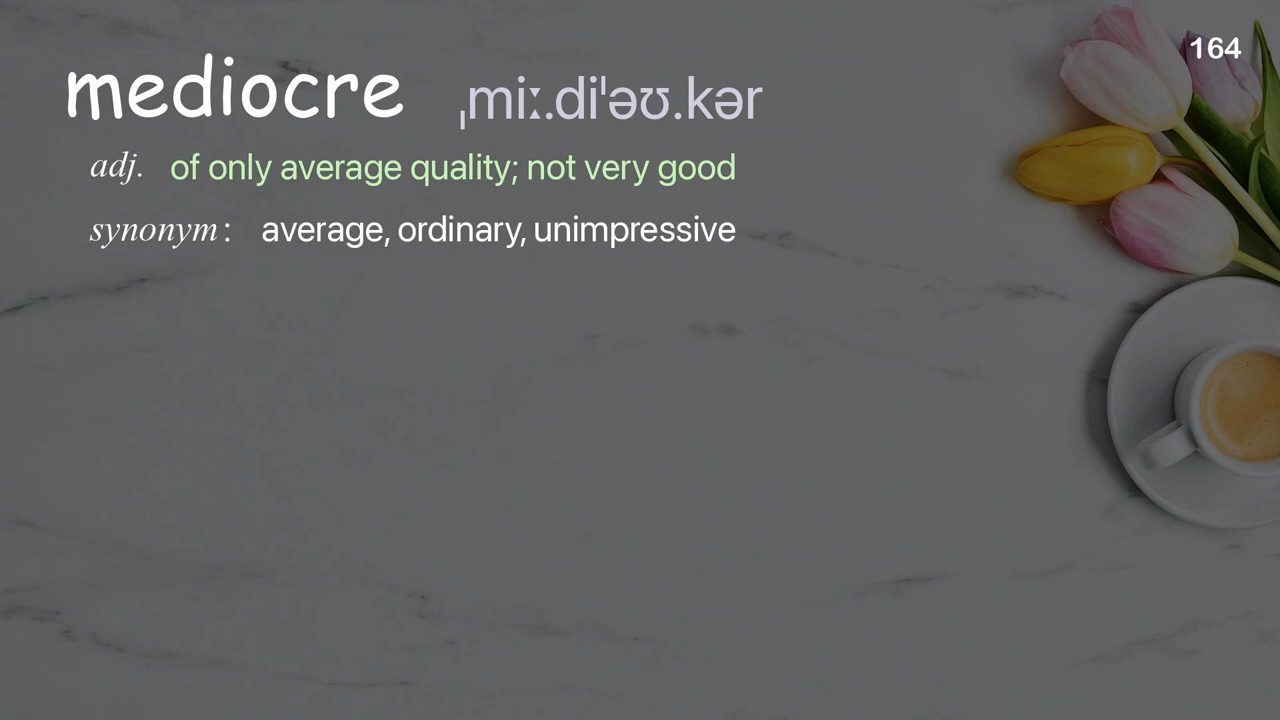 164
mediocre ˌmiː.diˈəʊ.kər
adj. of only average quality; not very good
synonym: average, ordinary, unimpressive